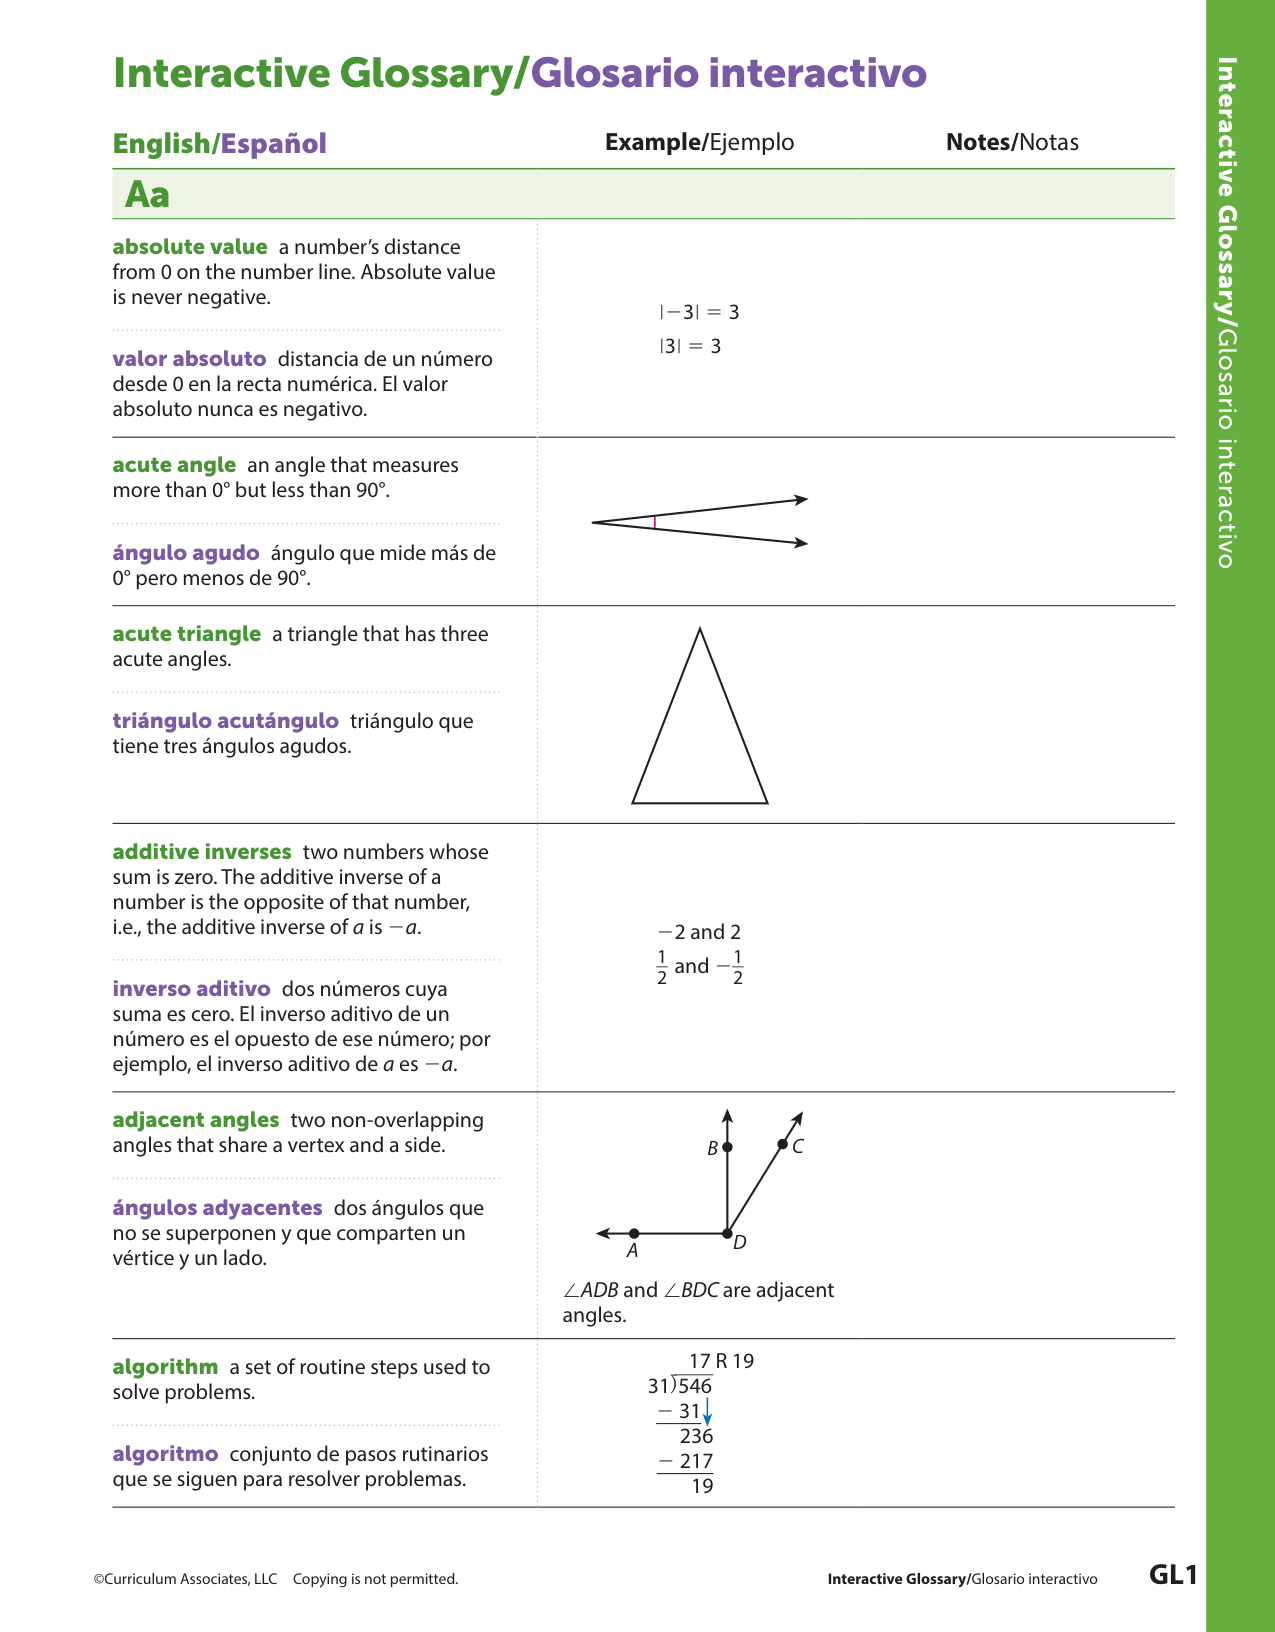 Interactive Glossary/Glosario interactivo
English/Español Example/Ejemplo Notes/Notas
Aa
absolute value a number’s distance
from 0 on the number line. Absolute value
is never negative.
valor absoluto distancia de un número
desde 0 en la recta numérica. El valor
absoluto nunca es negativo.
|−3| = 3
|3| = 3
acute angle an angle that measures
more than 0° but less than 90°.
ángulo agudo ángulo que mide más de
0° pero menos de 90°.
acute triangle a triangle that has three
acute angles.
triángulo acutángulo triángulo que
tiene tres ángulos agudos.
additive inverses two numbers whose
sum is zero. The additive inverse of a
number is the opposite of that number,
i.e., the additive inverse of a is −a.
inverso aditivo dos números cuya
suma es cero. El inverso aditivo de un
número es el opuesto de ese número; por
ejemplo, el inverso aditivo de a es −a.
−2 and 2
1/2 and −1/2
adjacent angles two non-overlapping
angles that share a vertex and a side.
ángulos adyacentes dos ángulos que
no se superponen y que comparten un
vértice y un lado.
B C
A D
∠ADB and ∠BDC are adjacent
angles.
algorithm a set of routine steps used to
solve problems.
algoritmo conjunto de pasos rutinarios
que se siguen para resolver problemas.
17 R 19
31)546
− 31
236
− 217
19
©Curriculum Associates, LLC Copying is not permitted. Interactive Glossary/Glosario interactivo GL1
Interactive Glossary/Glosario interactivo